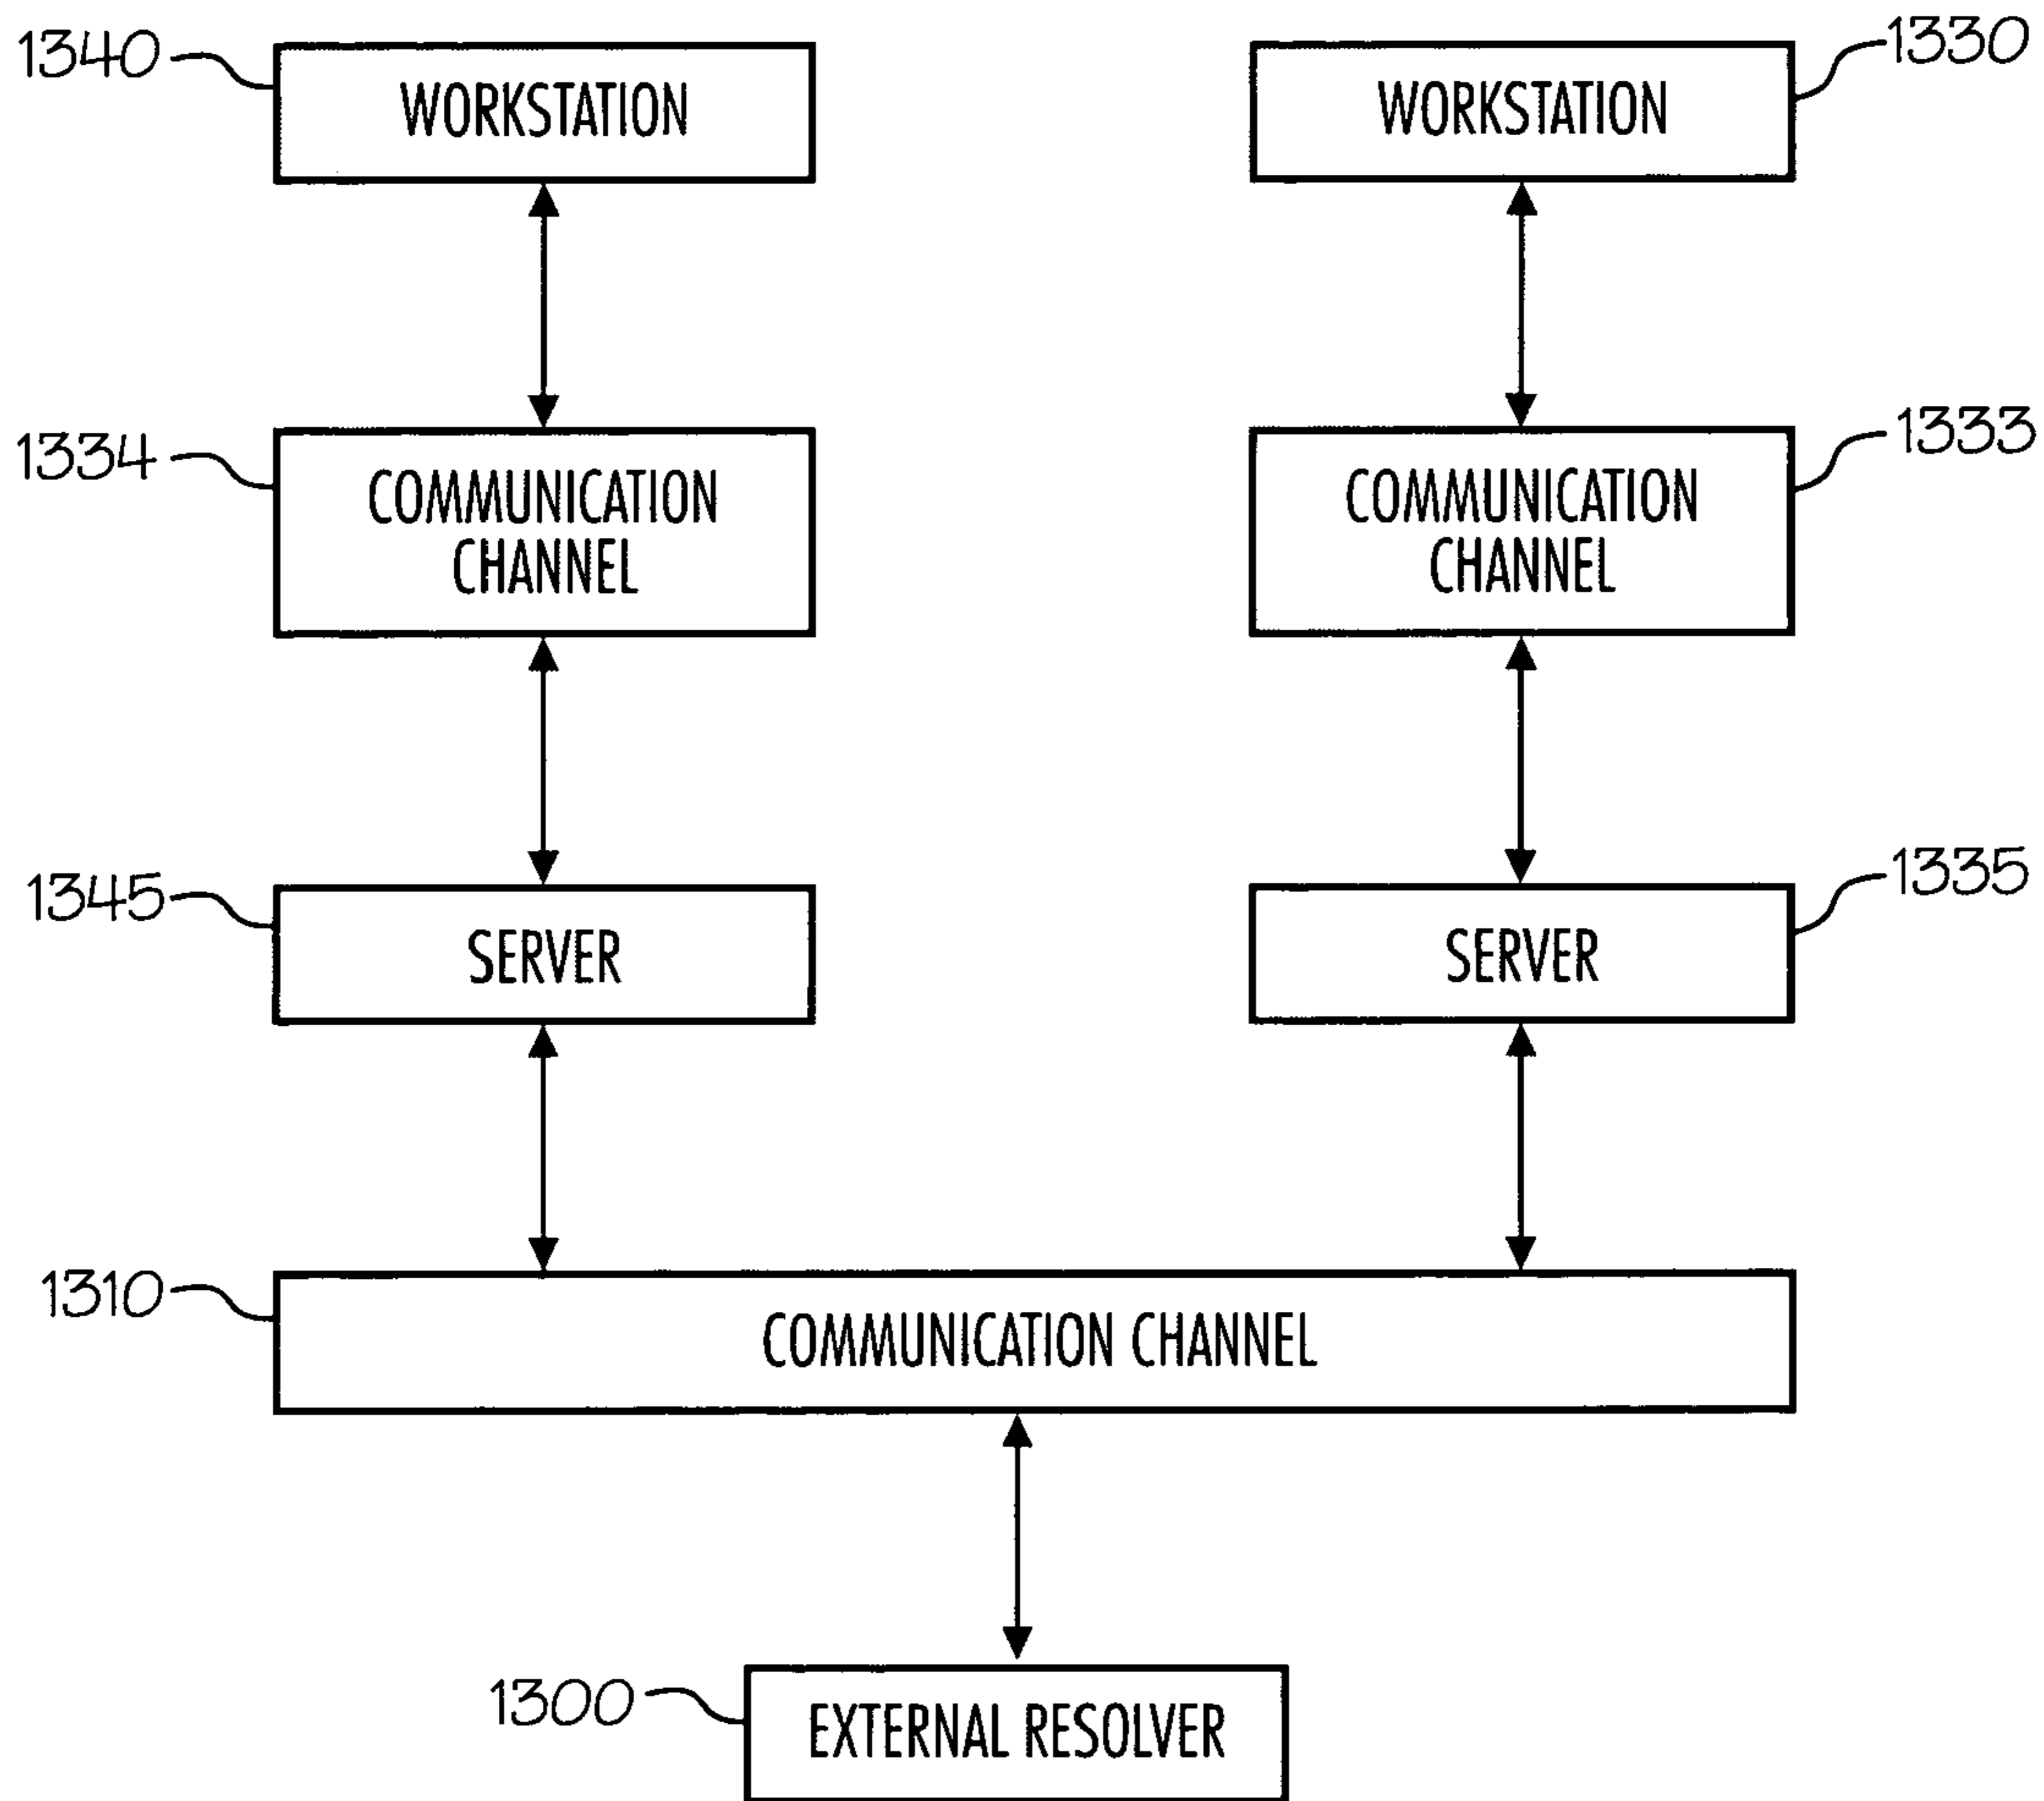 1340
WORKSTATION
1330
WORKSTATION
1334
COMMUNICATION
CHANNEL
1333
COMMUNICATION
CHANNEL
1345
SERVER
1335
SERVER
1310
COMMUNICATION CHANNEL
1300
EXTERNAL RESOLVER